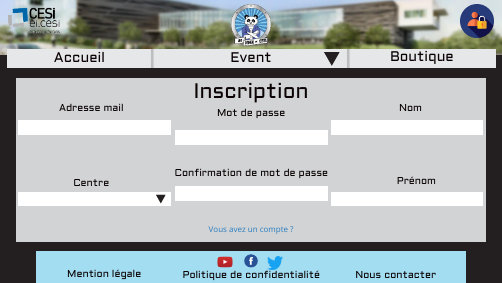 CESi
ei.cesi
Accueil
Event
Boutique
Inscription
Adresse mail
Mot de passe
Nom
Centre
Confirmation de mot de passe
Prénom
Vous avez un compte ?
Mention légale
Politique de confidentialité
Nous contacter